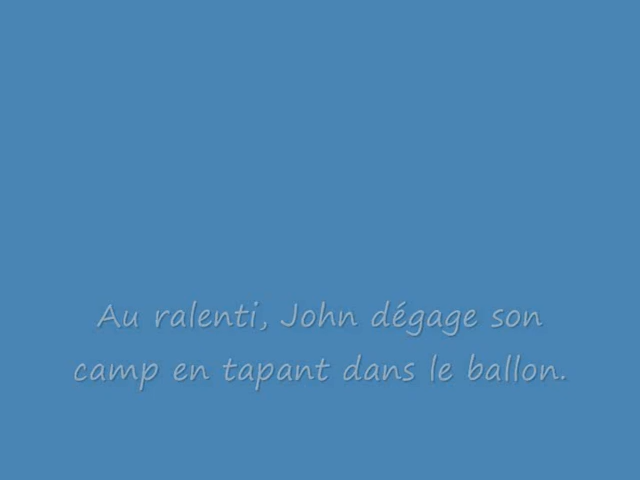 Au ralenti, John dégage son
camp en tapant dans le ballon.